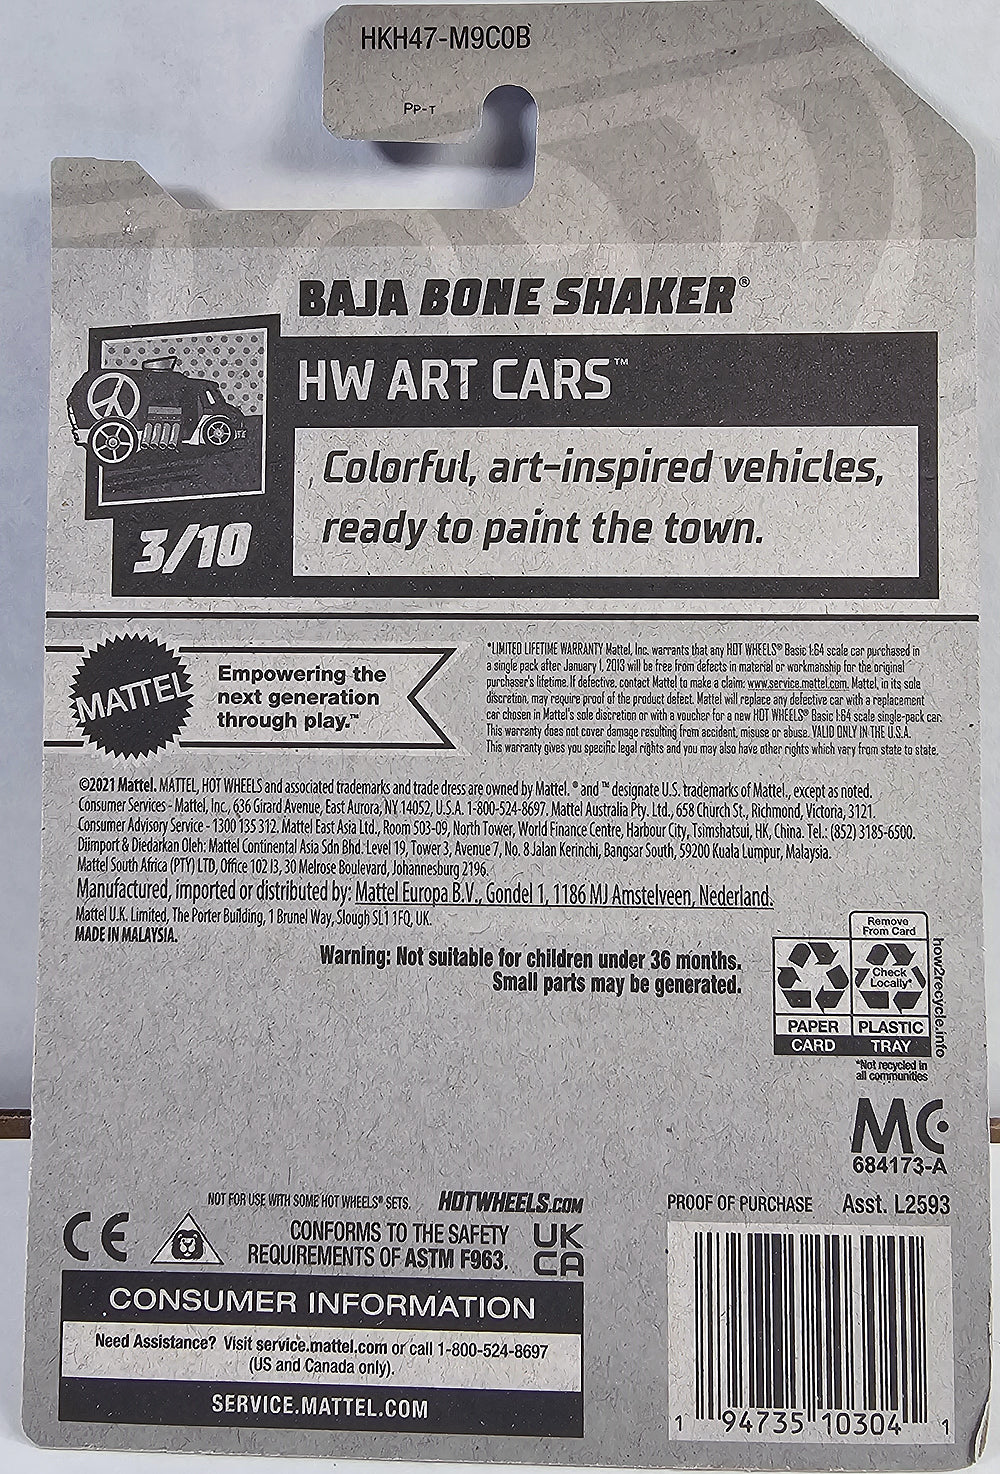 HKH47-M9C0B
PP-T
BAJA BONE SHAKER®
HW ART CARS™
Colorful, art-inspired vehicles,
ready to paint the town.
3/10
MATTEL
Empowering the
next generation
through play.™
*LIMITED LIFETIME WARRANTY Mattel, Inc. warrants that any HOT WHEELS® Basic 1:64 scale car purchased in
a single pack after January 1, 2013 will be free from defects in material or workmanship for the original
purchaser's lifetime. If defective, contact Mattel to make a claim: www.service.mattel.com. Mattel, in its sole
discretion, may require proof of the product defect. Mattel will replace any defective car with a replacement
car chosen in Mattel's sole discretion or with a voucher for a new HOT WHEELS® Basic 1:64 scale single-pack car.
This warranty does not cover damage resulting from accident, misuse or abuse. VALID ONLY IN THE U.S.A.
This warranty gives you specific legal rights and you may also have other rights which vary from state to state.
©2021 Mattel. MATTEL, HOT WHEELS and associated trademarks and trade dress are owned by Mattel. ® and ™ designate U.S. trademarks of Mattel, except as noted.
Consumer Services - Mattel, Inc., 636 Girard Avenue, East Aurora, NY 14052, U.S.A. 1-800-524-8697. Mattel Australia Pty. Ltd., 658 Church St., Richmond, Victoria, 3121.
Consumer Advisory Service - 1300 135 312. Mattel East Asia Ltd., Room 503-09, North Tower, World Finance Centre, Harbour City, Tsimshatsui, HK, China. Tel.: (852) 3185-6500.
Diimport & Diedarkan Oleh: Mattel Continental Asia Sdn Bhd. Level 19, Tower 3, Avenue 7, No. 8 Jalan Kerinchi, Bangsar South, 59200 Kuala Lumpur, Malaysia.
Mattel South Africa (PTY) LTD, Office 102 I3, 30 Melrose Boulevard, Johannesburg 2196.
Manufactured, imported or distributed by: Mattel Europa B.V., Gondel 1, 1186 MJ Amstelveen, Nederland.
Mattel U.K. Limited, The Porter Building, 1 Brunel Way, Slough SL1 1FQ, UK.
MADE IN MALAYSIA.
Warning: Not suitable for children under 36 months.
Small parts may be generated.
Remove
From Card
Check
Locally*
PAPER
PLASTIC
CARD
TRAY
how2recycle.info
*Not recycled in
all communities
MC
684173-A
NOT FOR USE WITH SOME HOT WHEELS® SETS.
HOTWHEELS.COM
CE
CONFORMS TO THE SAFETY
REQUIREMENTS OF ASTM F963.
UK
CA
PROOF OF PURCHASE
Asst. L2593
CONSUMER INFORMATION
Need Assistance? Visit service.mattel.com or call 1-800-524-8697
(US and Canada only).
SERVICE.MATTEL.COM
1 94735 10304 1